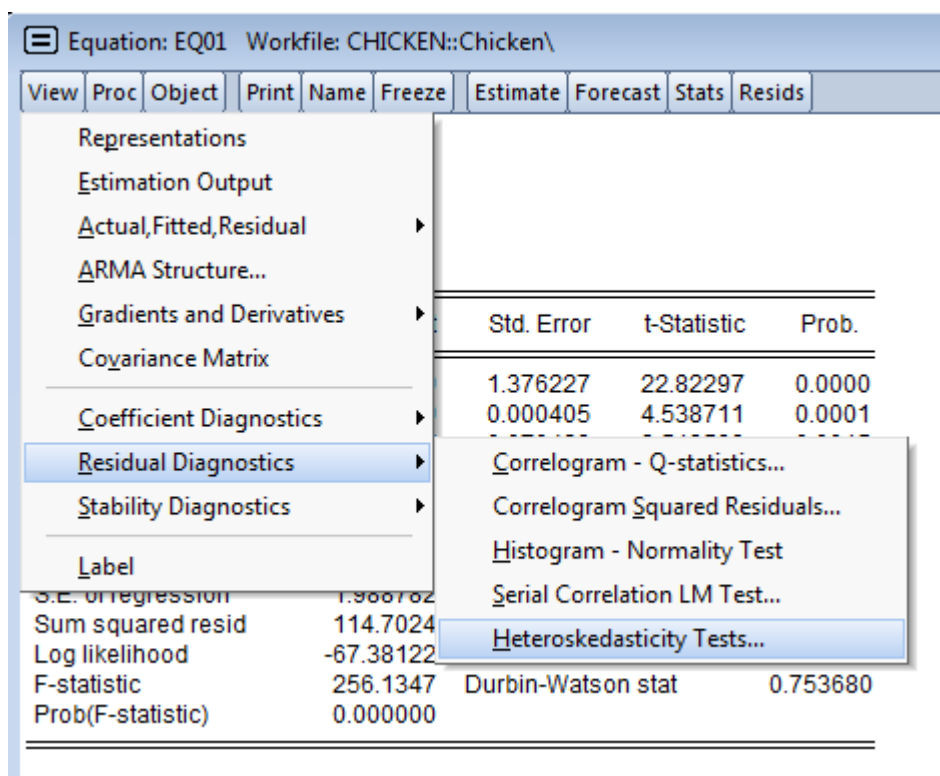 Equation: EQ01 Workfile: CHICKEN::Chicken\
View Proc Object Print Name Freeze Estimate Forecast Stats Resids
Representations
Estimation Output
Actual,Fitted,Residual
ARMA Structure...
Gradients and Derivatives
Covariance Matrix
Coefficient Diagnostics
Residual Diagnostics
Stability Diagnostics
Label
Std. Error t-Statistic Prob.
1.376227 22.82297 0.0000
0.000405 4.538711 0.0001
Correlogram - Q-statistics...
Correlogram Squared Residuals...
Histogram - Normality Test
Serial Correlation LM Test...
Heteroskedasticity Tests...
S.E. of regression 1.988782
Sum squared resid 114.7024
Log likelihood -67.38122
F-statistic 256.1347 Durbin-Watson stat 0.753680
Prob(F-statistic) 0.000000